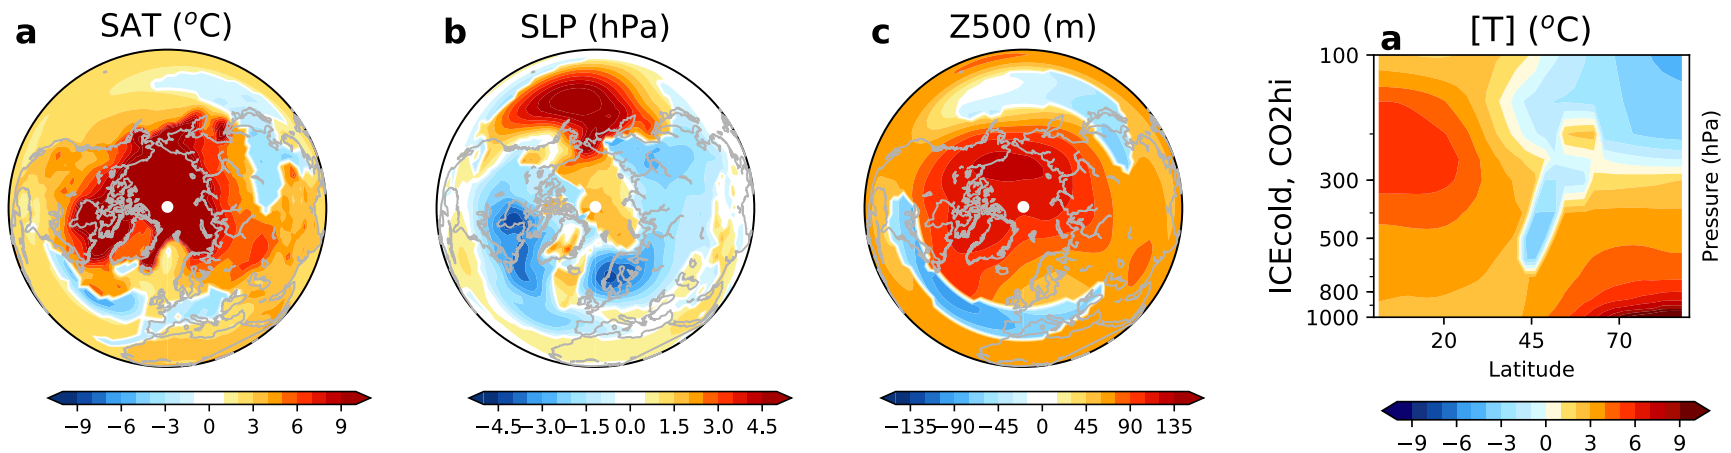 a SAT (°C)
b SLP (hPa)
c Z500 (m)
a [T] (°C)
−9 −6 −3 0 3 6 9
−4.5 −3.0 −1.5 0.0 1.5 3.0 4.5
−135 −90 −45 0 45 90 135
ICEcold, CO2hi
100
300
500
800
1000
Pressure (hPa)
20 45 70
Latitude
−9 −6 −3 0 3 6 9